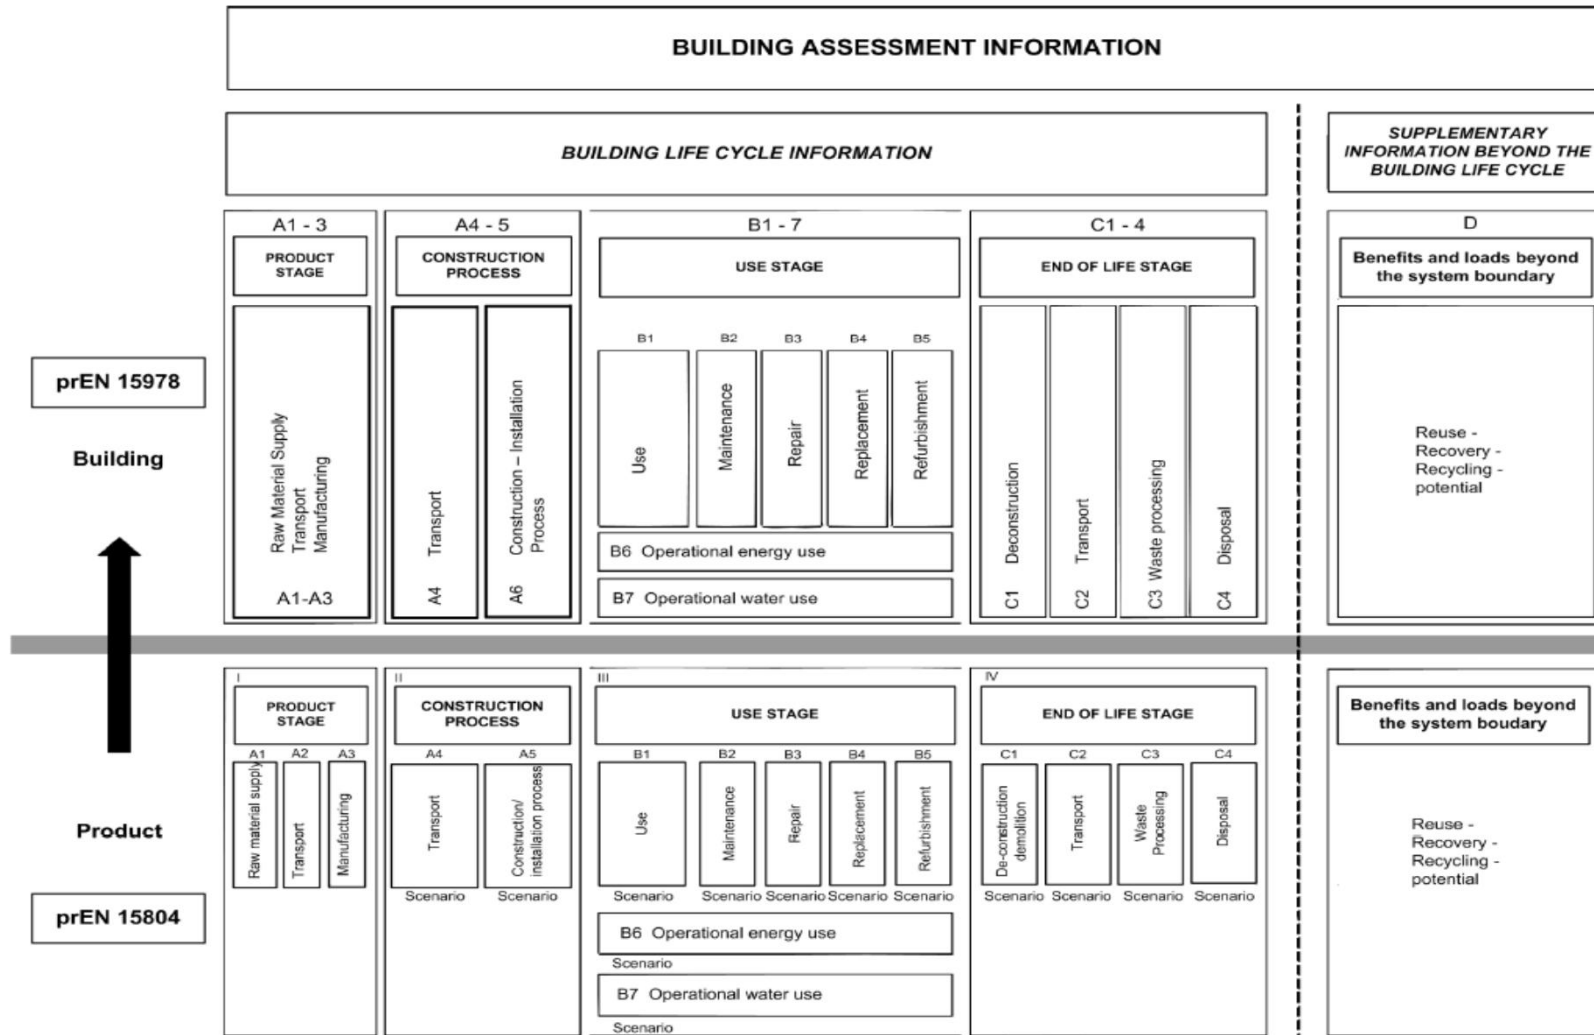 BUILDING ASSESSMENT INFORMATION
BUILDING LIFE CYCLE INFORMATION
SUPPLEMENTARY
INFORMATION BEYOND THE
BUILDING LIFE CYCLE
A1 - 3
PRODUCT
STAGE
Raw Material Supply
Transport
Manufacturing
A1-A3
A4 - 5
CONSTRUCTION
PROCESS
A4 Transport
A6 Construction – Installation
Process
B1 - 7
USE STAGE
B1
Use
B2
Maintenance
B3
Repair
B4
Replacement
B5
Refurbishment
B6 Operational energy use
B7 Operational water use
C1 - 4
END OF LIFE STAGE
C1 Deconstruction
C2 Transport
C3 Waste processing
C4 Disposal
D
Benefits and loads beyond
the system boundary
Reuse -
Recovery -
Recycling -
potential
prEN 15978
Building
Product
prEN 15804
I
PRODUCT
STAGE
A1
Raw material supply
A2
Transport
A3
Manufacturing
II
CONSTRUCTION
PROCESS
A4
Transport
Scenario
A5
Construction/
installation process
Scenario
III
USE STAGE
B1
Use
Scenario
B2
Maintenance
Scenario
B3
Repair
Scenario
B4
Replacement
Scenario
B5
Refurbishment
Scenario
B6 Operational energy use
Scenario
B7 Operational water use
Scenario
IV
END OF LIFE STAGE
C1
De-construction
demolition
Scenario
C2
Transport
Scenario
C3
Waste
Processing
Scenario
C4
Disposal
Scenario
Benefits and loads beyond
the system boudary
Reuse -
Recovery -
Recycling -
potential